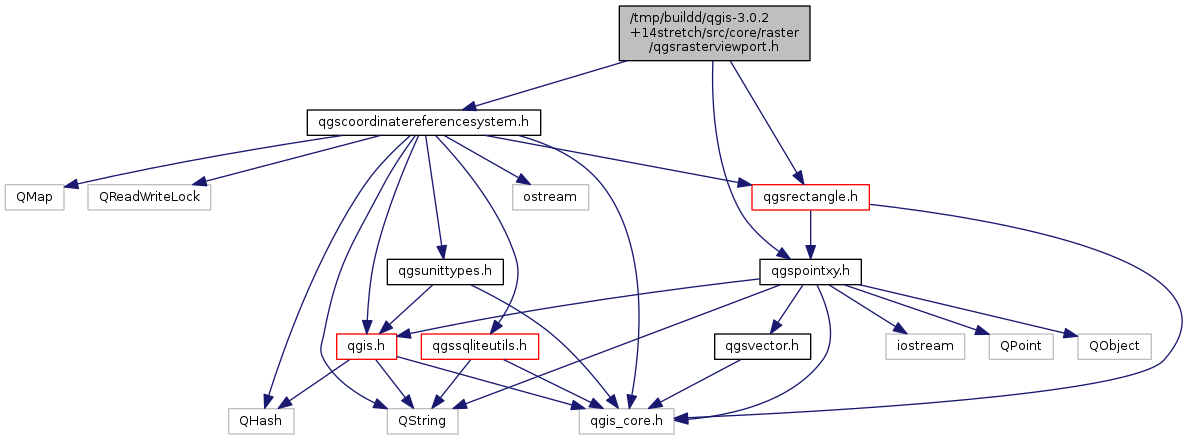 /tmp/buildd/qgis-3.0.2
+14stretch/src/core/raster
/qgsrasterviewport.h
qgscoordinatereferencesystem.h
QMap
QReadWriteLock
ostream
qgsrectangle.h
qgsunittypes.h
qgspointxy.h
qgis.h
qgssqliteutils.h
qgsvector.h
iostream
QPoint
QObject
QHash
QString
qgis_core.h